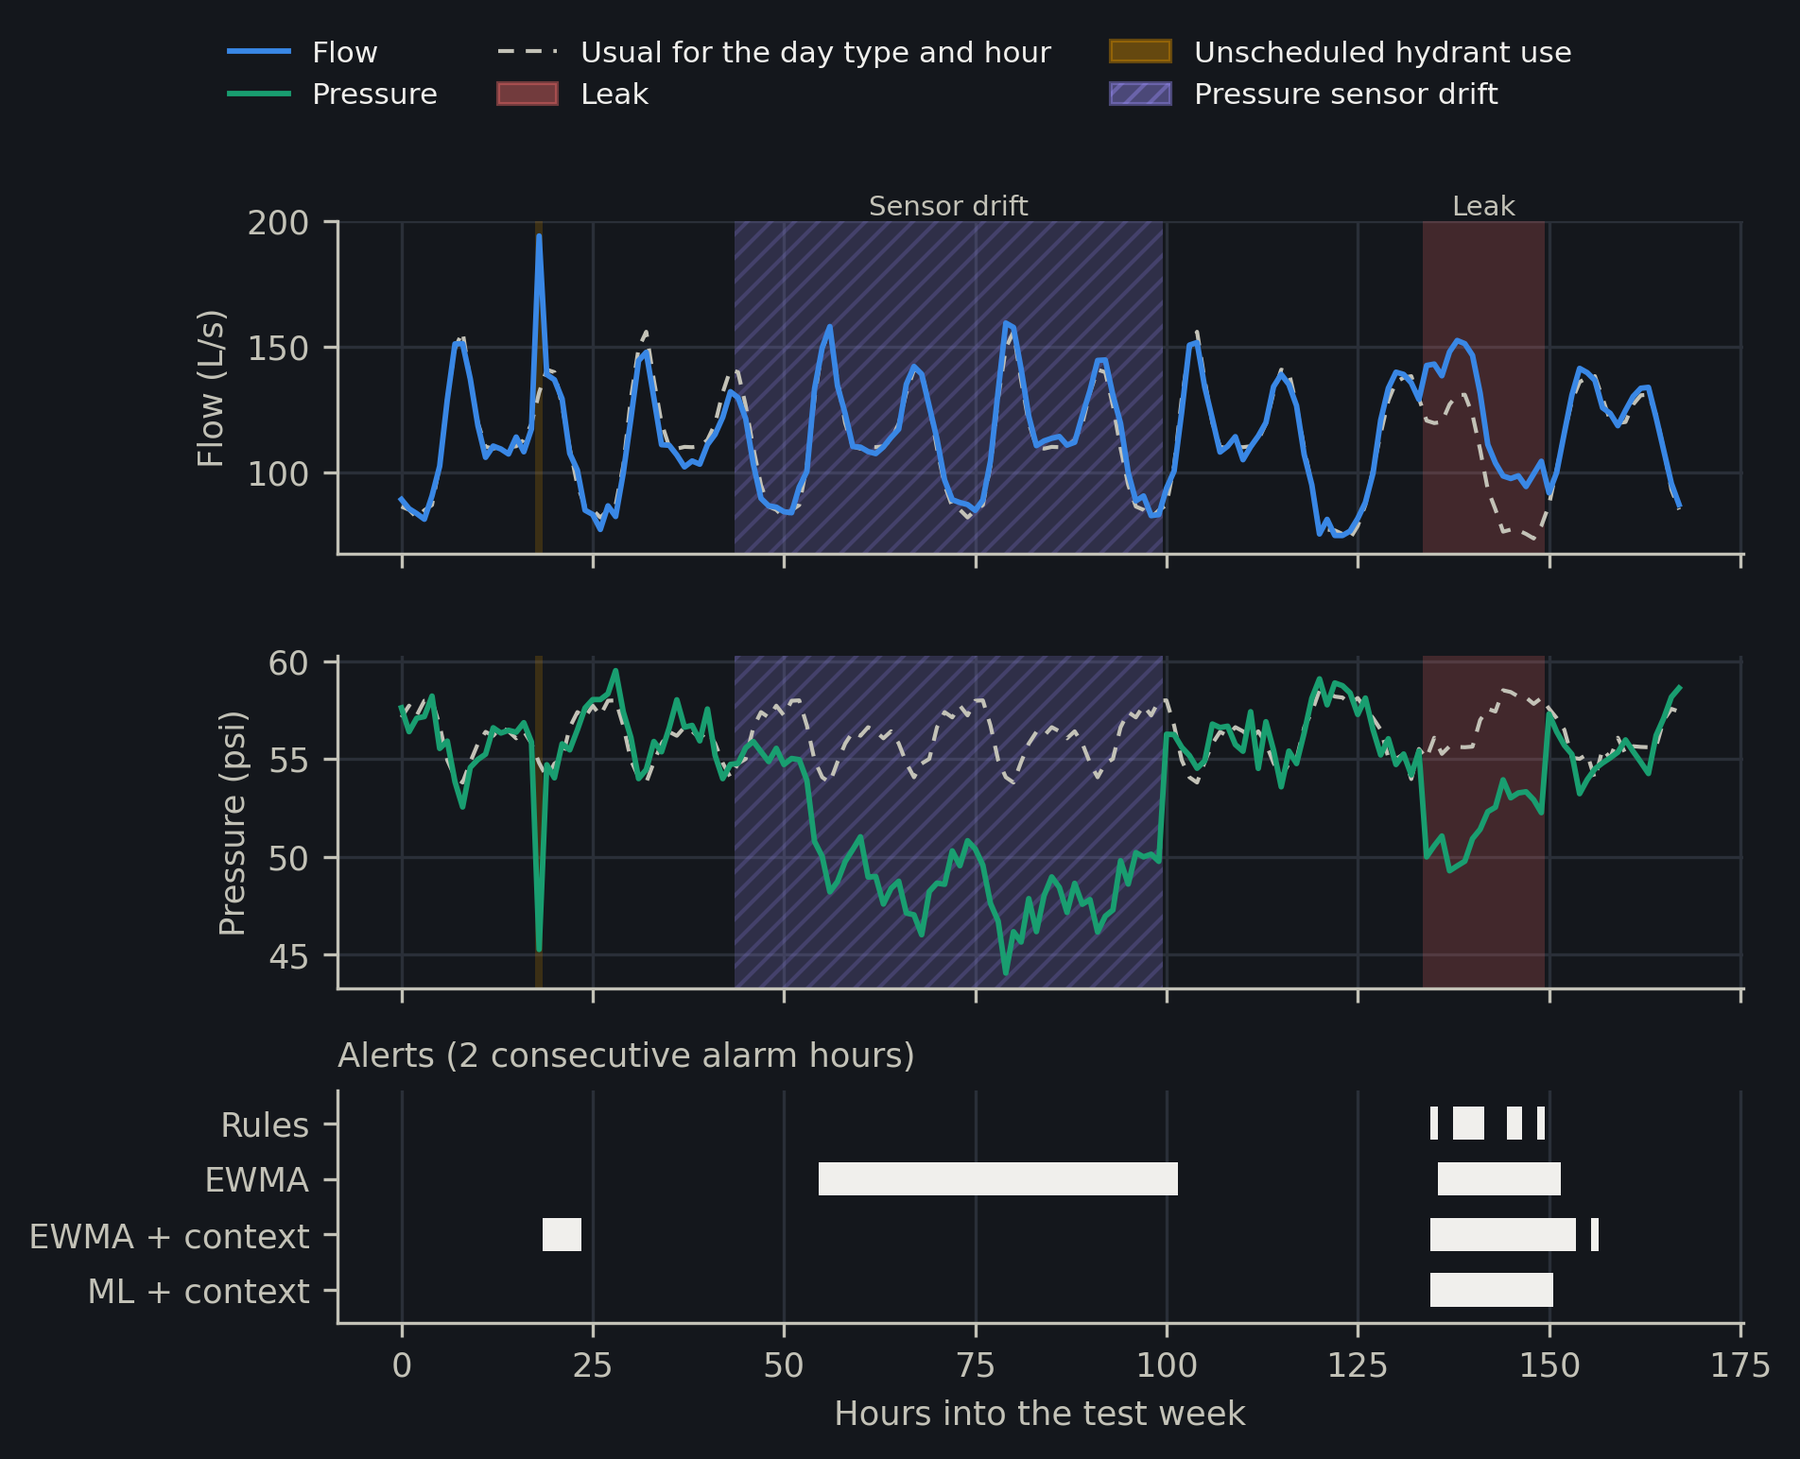 Flow
Usual for the day type and hour
Unscheduled hydrant use
Pressure
Leak
Pressure sensor drift
Sensor drift
Leak
200
150
100
Flow (L/s)
60
55
50
45
Pressure (psi)
Alerts (2 consecutive alarm hours)
Rules
EWMA
EWMA + context
ML + context
0 25 50 75 100 125 150 175
Hours into the test week